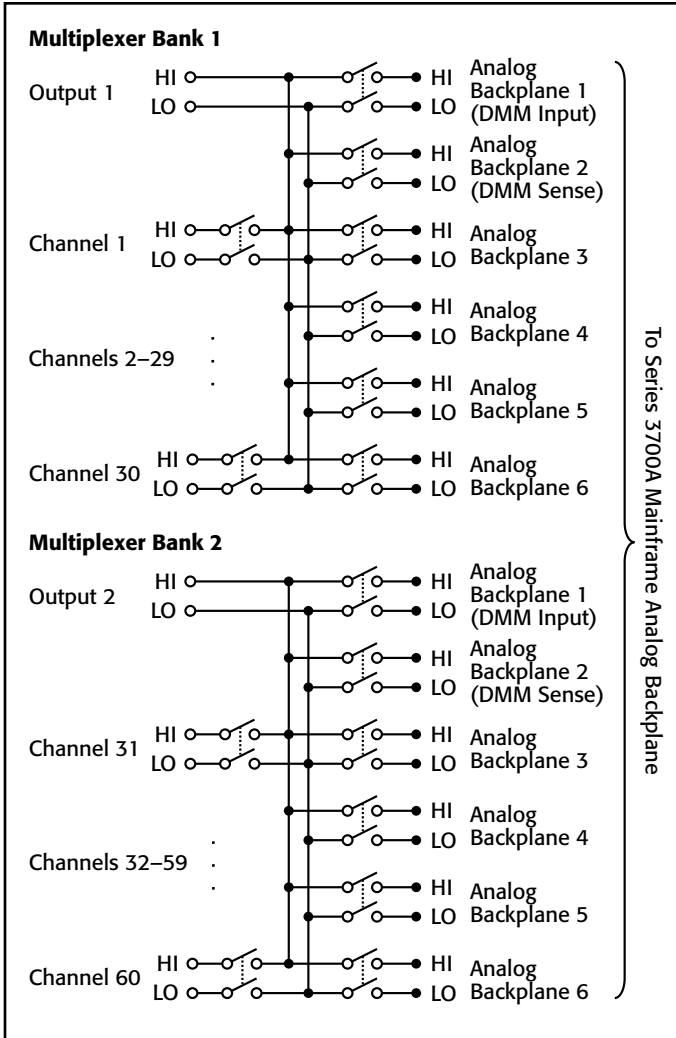 Multiplexer Bank 1
Output 1
HI
LO
HI
LO
Analog
Backplane 1
(DMM Input)
HI
LO
Analog
Backplane 2
(DMM Sense)
Channel 1
HI
LO
HI
LO
Analog
Backplane 3
HI
LO
Analog
Backplane 4
Channels 2–29
HI
LO
Analog
Backplane 5
Channel 30
HI
LO
HI
LO
Analog
Backplane 6
Multiplexer Bank 2
Output 2
HI
LO
HI
LO
Analog
Backplane 1
(DMM Input)
HI
LO
Analog
Backplane 2
(DMM Sense)
Channel 31
HI
LO
HI
LO
Analog
Backplane 3
HI
LO
Analog
Backplane 4
Channels 32–59
HI
LO
Analog
Backplane 5
Channel 60
HI
LO
HI
LO
Analog
Backplane 6
To Series 3700A Mainframe Analog Backplane